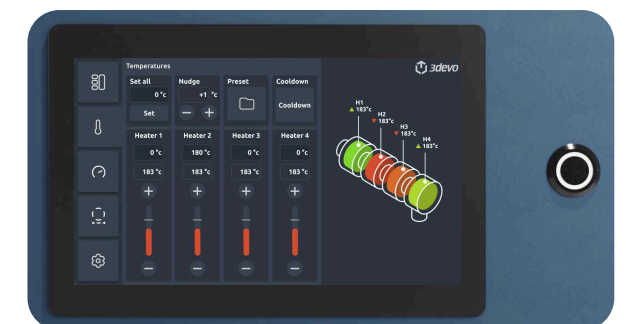 Temperatures
3devo
Set all
Nudge
Preset
Cooldown
0 °c
+1 °c
Set
Cooldown
Heater 1
Heater 2
Heater 3
Heater 4
0 °c
180 °c
0 °c
0 °c
183 °c
183 °c
183 °c
183 °c
H1
183°c
H2
183°c
H3
183°c
H4
183°c